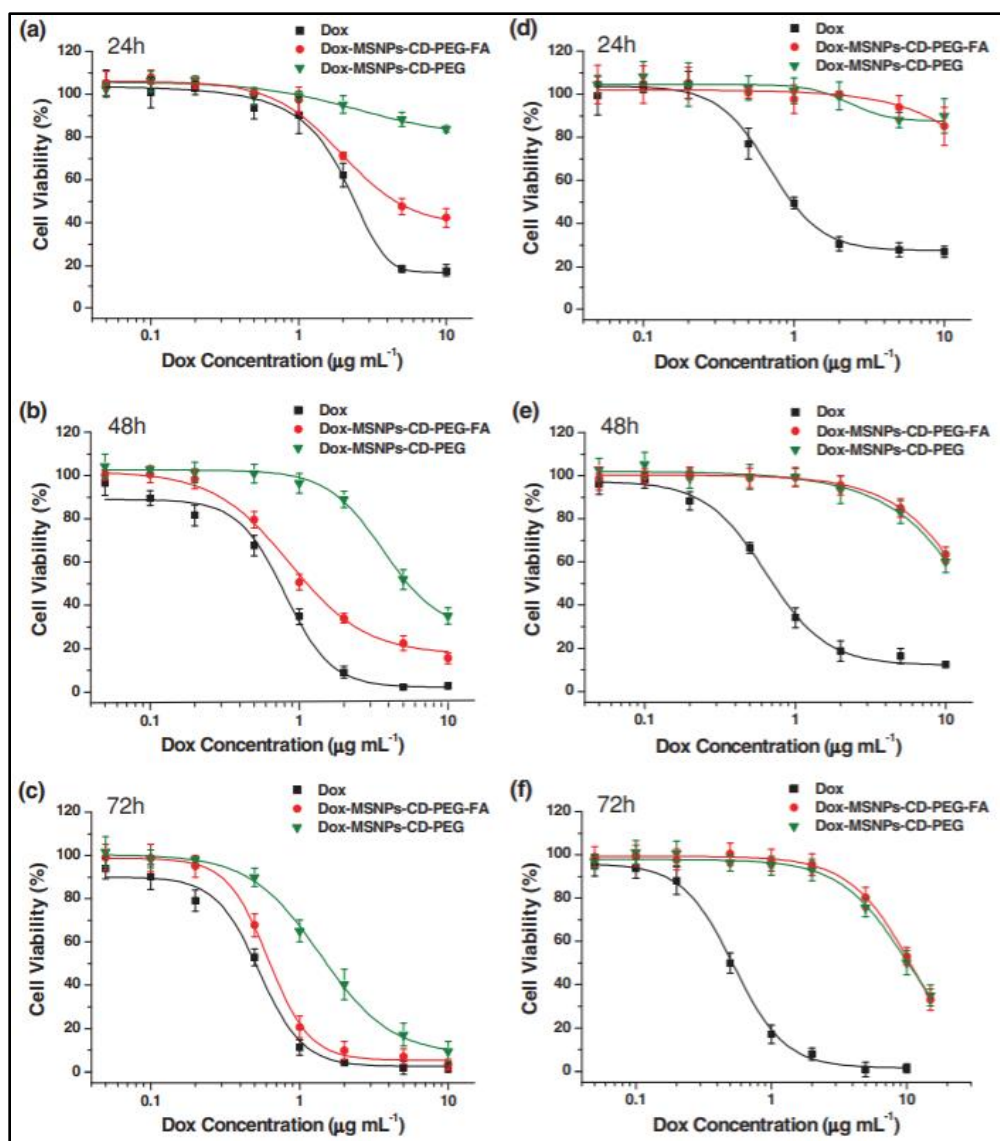 (a)
24h
Dox
Dox-MSNPs-CD-PEG-FA
Dox-MSNPs-CD-PEG
120
100
80
60
40
20
0
Cell Viability (%)
0.1
1
10
Dox Concentration (µg mL⁻¹)
(d)
24h
Dox
Dox-MSNPs-CD-PEG-FA
Dox-MSNPs-CD-PEG
120
100
80
60
40
20
0
Cell Viability (%)
0.1
1
10
Dox Concentration (µg mL⁻¹)
(b)
48h
Dox
Dox-MSNPs-CD-PEG-FA
Dox-MSNPs-CD-PEG
120
100
80
60
40
20
0
Cell Viability (%)
0.1
1
10
Dox Concentration (µg mL⁻¹)
(e)
48h
Dox
Dox-MSNPs-CD-PEG-FA
Dox-MSNPs-CD-PEG
120
100
80
60
40
20
0
Cell Viability (%)
0.1
1
10
Dox Concentration (µg mL⁻¹)
(c)
72h
Dox
Dox-MSNPs-CD-PEG-FA
Dox-MSNPs-CD-PEG
120
100
80
60
40
20
0
Cell Viability (%)
0.1
1
10
Dox Concentration (µg mL⁻¹)
(f)
72h
Dox
Dox-MSNPs-CD-PEG-FA
Dox-MSNPs-CD-PEG
120
100
80
60
40
20
0
Cell Viability (%)
0.1
1
10
Dox Concentration (µg mL⁻¹)